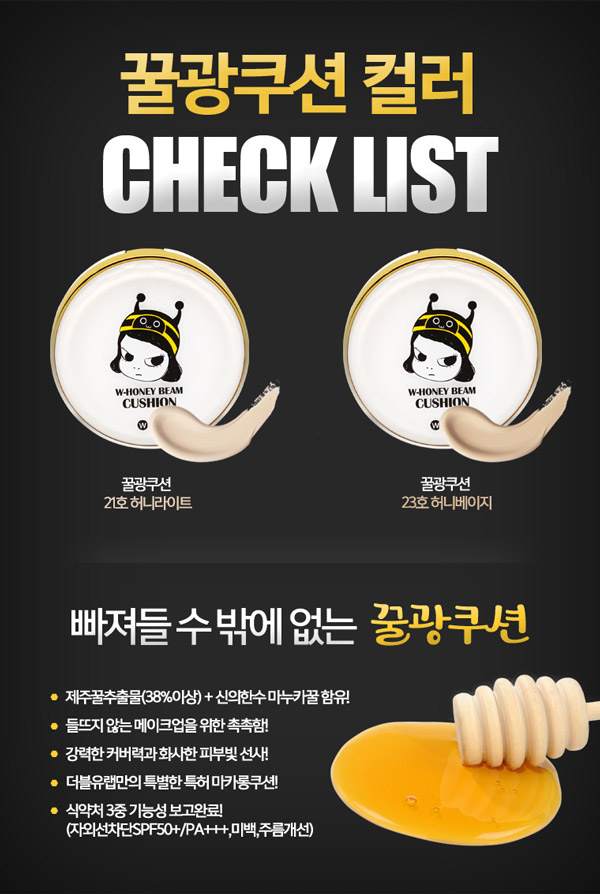 꿀광쿠션 컬러
CHECK LIST
W-HONEY BEAM
CUSHION
W
꿀광쿠션
21호 허니라이트
W-HONEY BEAM
CUSHION
W
꿀광쿠션
23호 허니베이지
빠져들 수 밖에 없는 꿀광쿠션
제주꿀추출물(38%이상) + 신의한수 마누카꿀 함유!
들뜨지 않는 메이크업을 위한 촉촉함!
강력한 커버력과 화사한 피부빛 선사!
더블유랩만의 특별한 특허 마카롱쿠션!
식약처 3중 기능성 보고완료!
(자외선차단SPF50+/PA+++,미백,주름개선)